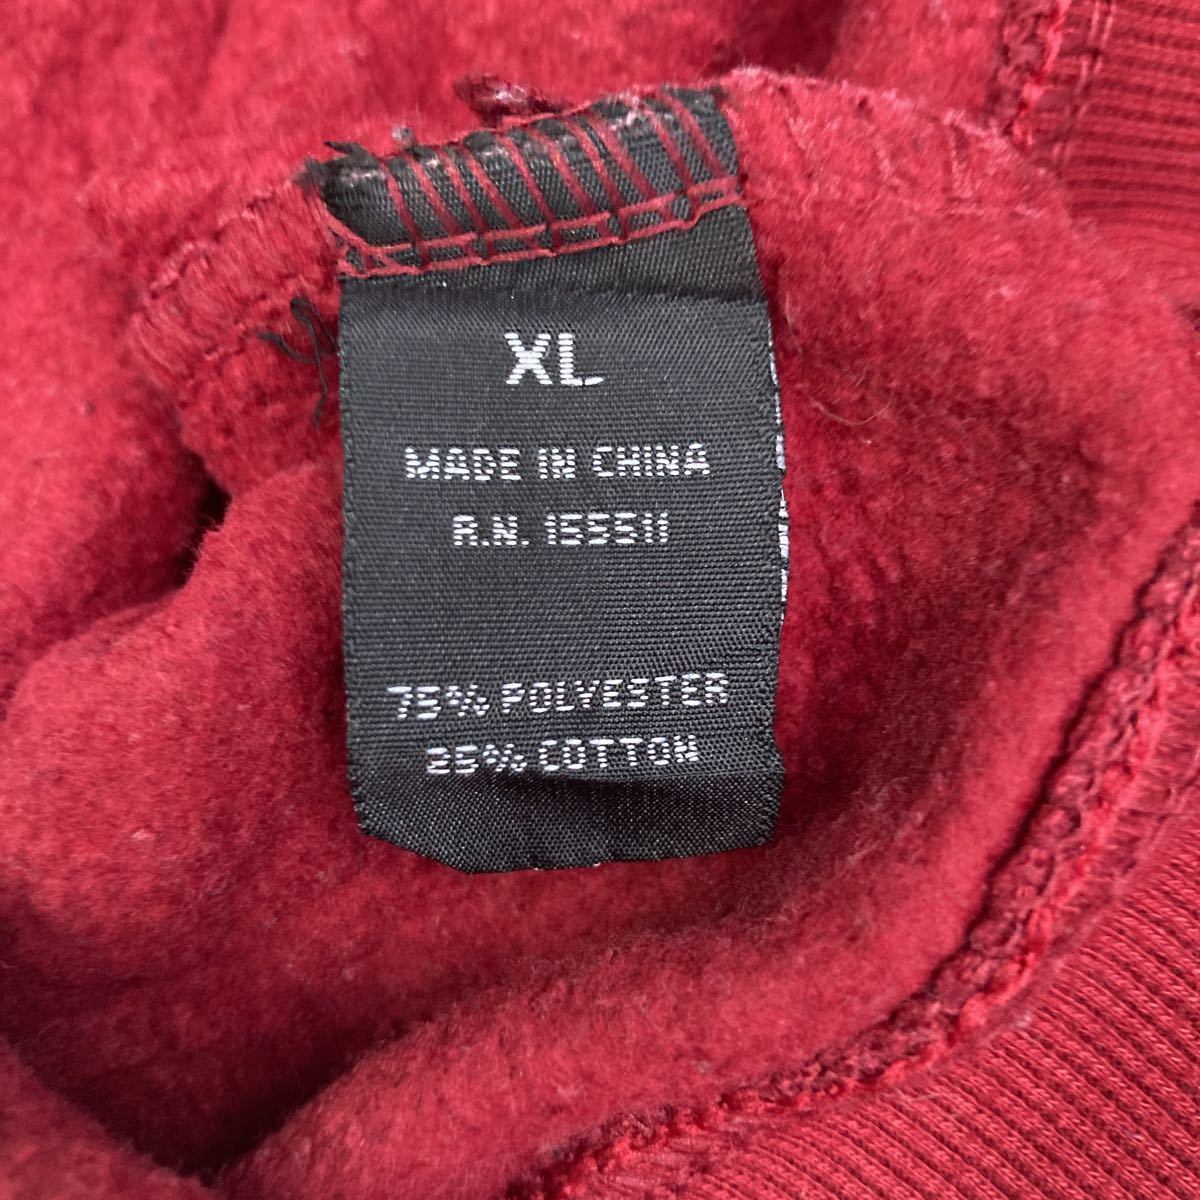 XL
MADE IN CHINA
R.N. 155511
75% POLYESTER
25% COTTON